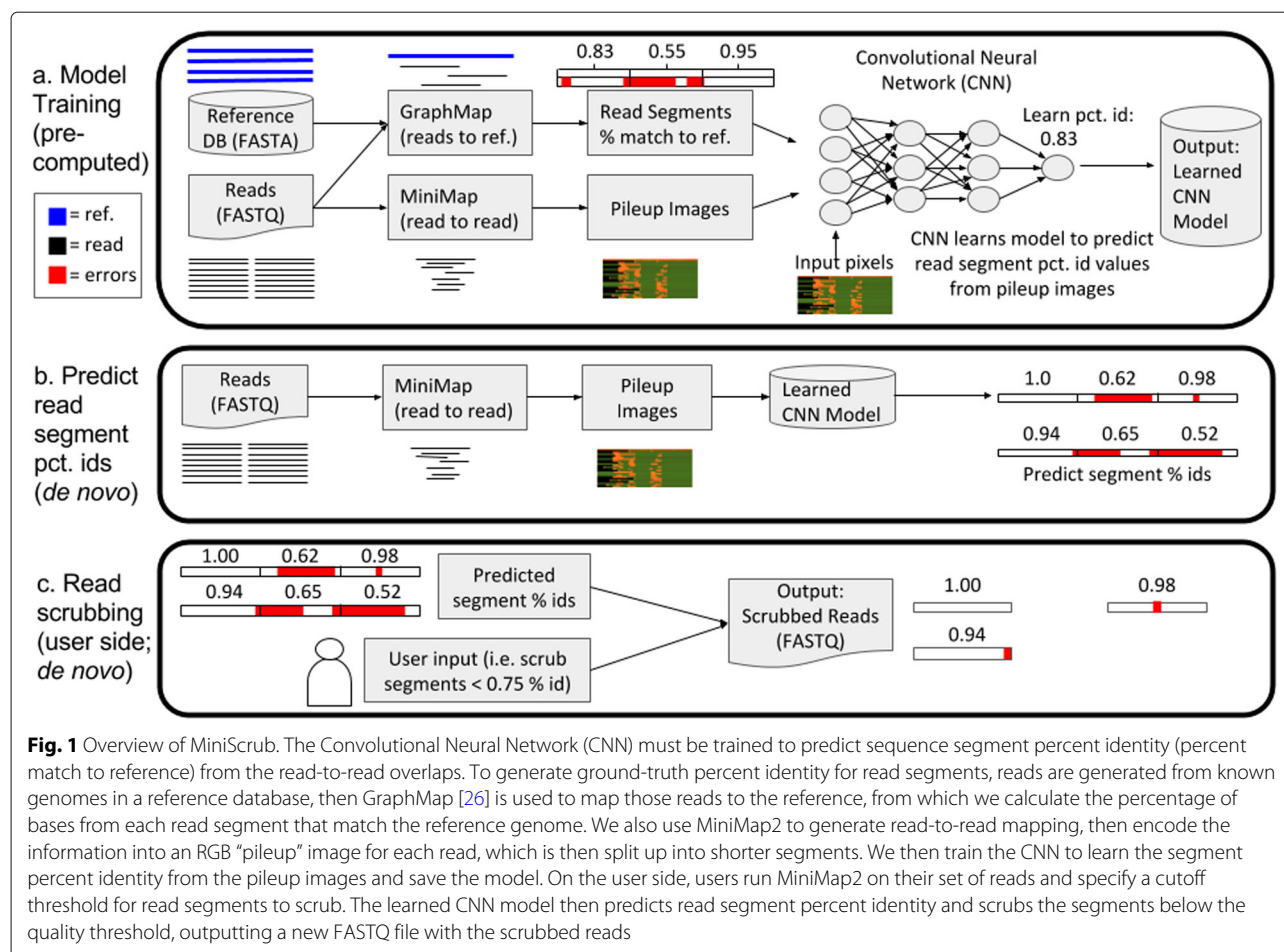 a. Model
Training
(pre-
computed)
= ref.
= read
= errors
Reference
DB (FASTA)
Reads
(FASTQ)
GraphMap
(reads to ref.)
MiniMap
(read to read)
0.83 0.55 0.95
Read Segments
% match to ref.
Pileup Images
Convolutional Neural
Network (CNN)
Input pixels
Learn pct. id:
0.83
CNN learns model to predict
read segment pct. id values
from pileup images
Output:
Learned
CNN
Model
b. Predict
read
segment
pct. ids
(de novo)
Reads
(FASTQ)
MiniMap
(read to read)
Pileup
Images
Learned
CNN Model
1.0 0.62 0.98
0.94 0.65 0.52
Predict segment % ids
c. Read
scrubbing
(user side;
de novo)
1.00 0.62 0.98
0.94 0.65 0.52
Predicted
segment % ids
User input (i.e. scrub
segments < 0.75 % id)
Output:
Scrubbed Reads
(FASTQ)
1.00 0.98
0.94
Fig. 1 Overview of MiniScrub. The Convolutional Neural Network (CNN) must be trained to predict sequence segment percent identity (percent
match to reference) from the read-to-read overlaps. To generate ground-truth percent identity for read segments, reads are generated from known
genomes in a reference database, then GraphMap [26] is used to map those reads to the reference, from which we calculate the percentage of
bases from each read segment that match the reference genome. We also use MiniMap2 to generate read-to-read mapping, then encode the
information into an RGB “pileup” image for each read, which is then split up into shorter segments. We then train the CNN to learn the segment
percent identity from the pileup images and save the model. On the user side, users run MiniMap2 on their set of reads and specify a cutoff
threshold for read segments to scrub. The learned CNN model then predicts read segment percent identity and scrubs the segments below the
quality threshold, outputting a new FASTQ file with the scrubbed reads